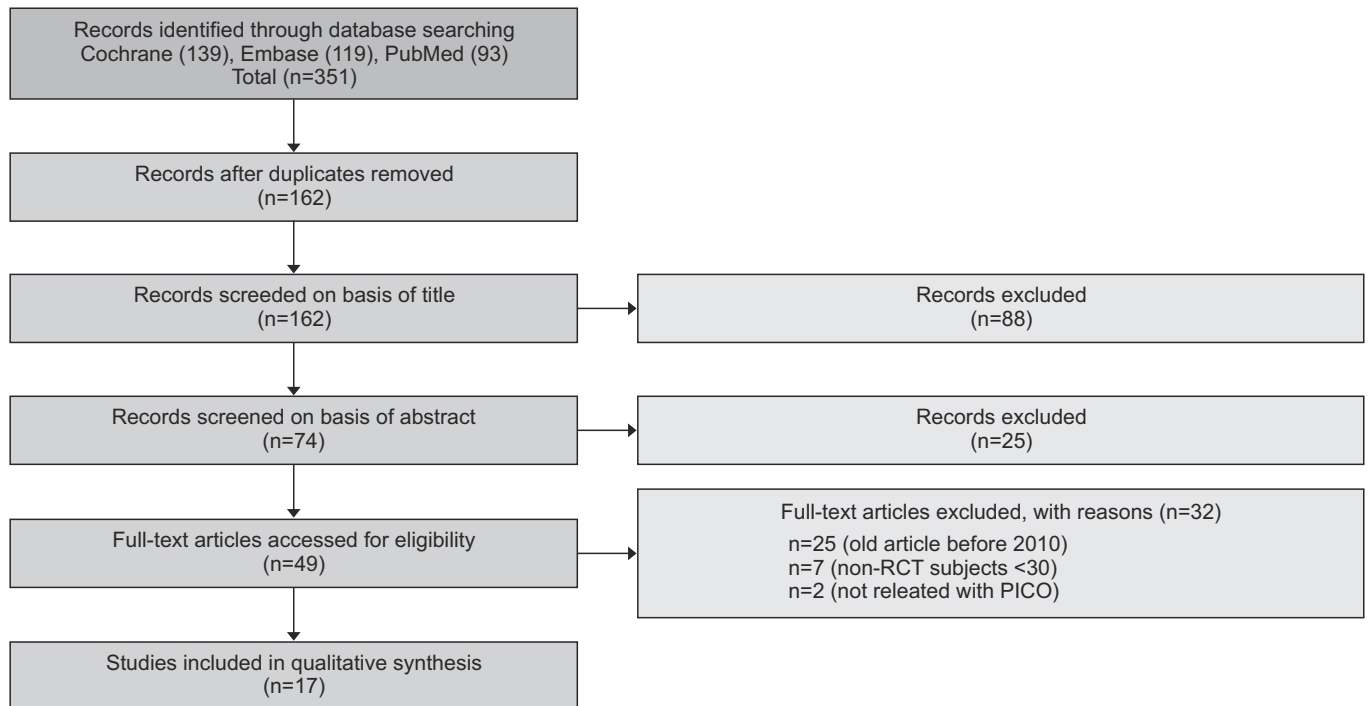 Records identified through database searching
Cochrane (139), Embase (119), PubMed (93)
Total (n=351)
Records after duplicates removed
(n=162)
Records screeded on basis of title
(n=162)
Records excluded
(n=88)
Records screened on basis of abstract
(n=74)
Records excluded
(n=25)
Full-text articles accessed for eligibility
(n=49)
Full-text articles excluded, with reasons (n=32)
n=25 (old article before 2010)
n=7 (non-RCT subjects <30)
n=2 (not releated with PICO)
Studies included in qualitative synthesis
(n=17)